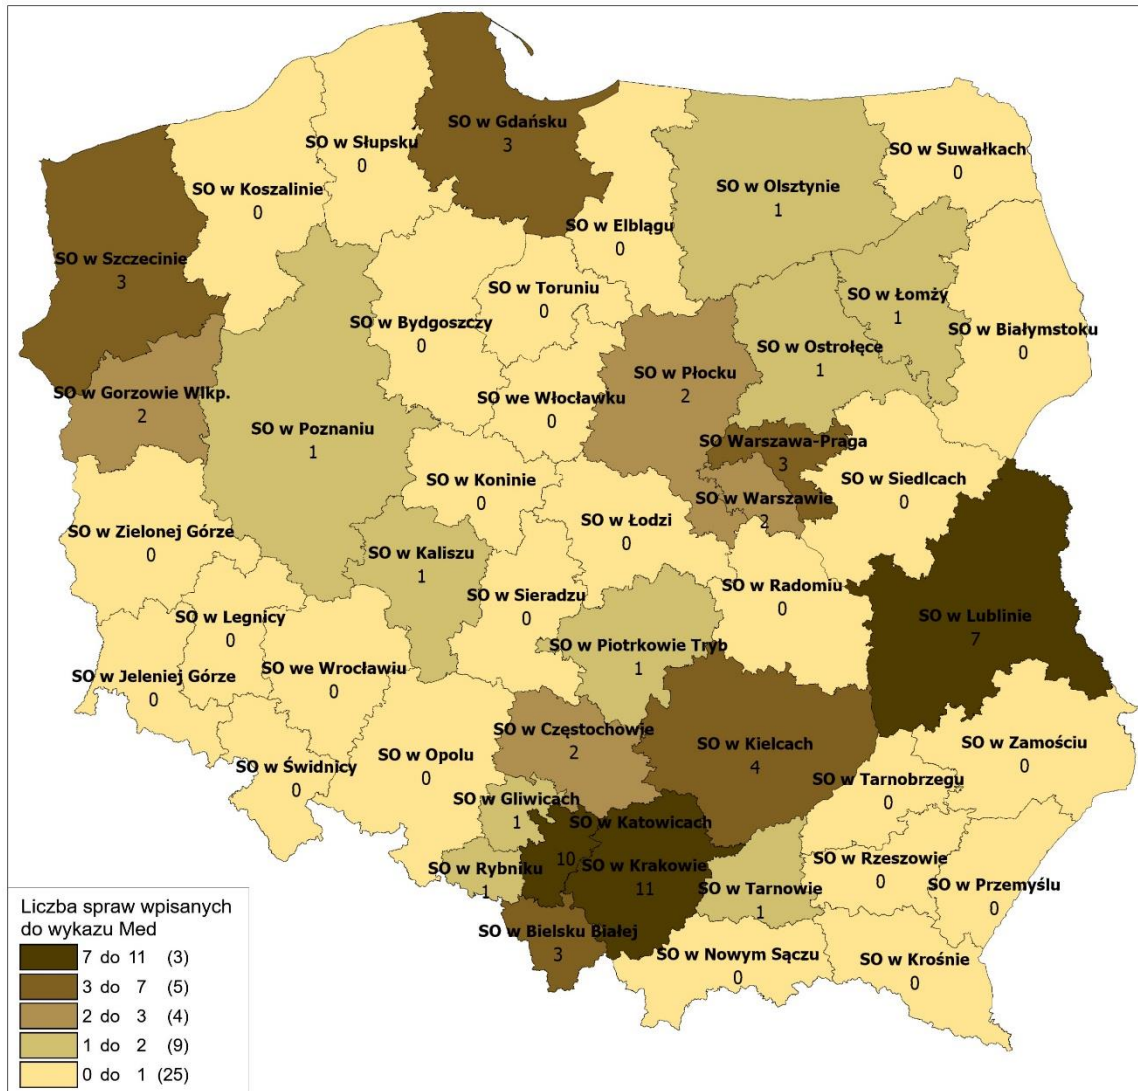 SO w Gdańsku
3
SO w Słupsku
0
SO w Suwałkach
0
SO w Koszalinie
0
SO w Olsztynie
1
SO w Elblągu
0
SO w Szczecinie
3
SO w Toruniu
0
SO w Łomży
1
SO w Bydgoszczy
0
SO w Białymstoku
0
SO w Ostrołęce
1
SO w Płocku
2
SO we Włocławku
0
SO w Gorzowie Wlkp.
2
SO w Poznaniu
1
SO Warszawa-Praga
3
SO w Koninie
0
SO w Siedlcach
0
SO w Warszawie
2
SO w Zielonej Górze
0
SO w Łodzi
0
SO w Kaliszu
1
SO w Radomiu
0
SO w Sieradzu
0
SO w Legnicy
0
SO w Lublinie
7
SO w Piotrkowie Tryb
1
SO we Wrocławiu
0
SO w Jeleniej Górze
0
SO w Częstochowie
2
SO w Kielcach
4
SO w Zamościu
0
SO w Opolu
0
SO w Świdnicy
0
SO w Tarnobrzegu
0
SO w Gliwicach
1
SO w Katowicach
10
SO w Krakowie
11
SO w Rybniku
1
SO w Rzeszowie
0
SO w Tarnowie
1
SO w Przemyślu
0
SO w Bielsku Białej
3
SO w Nowym Sączu
0
SO w Krośnie
0
Liczba spraw wpisanych
do wykazu Med
7 do 11 (3)
3 do 7 (5)
2 do 3 (4)
1 do 2 (9)
0 do 1 (25)